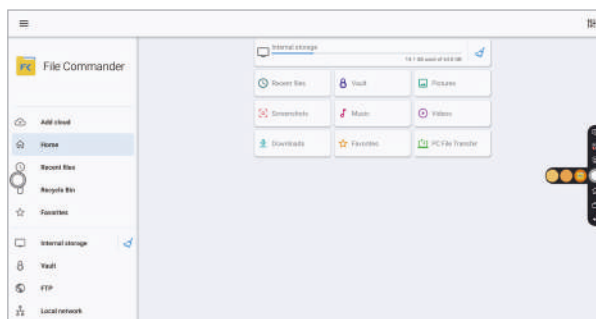 File Commander
Add cloud
Home
Recent files
Recycle Bin
Favorites
Internal storage
Vault
FTP
Local network
Internal storage
Recent files
Vault
Pictures
Screenshots
Music
Videos
Downloads
Favorites
PC File Transfer